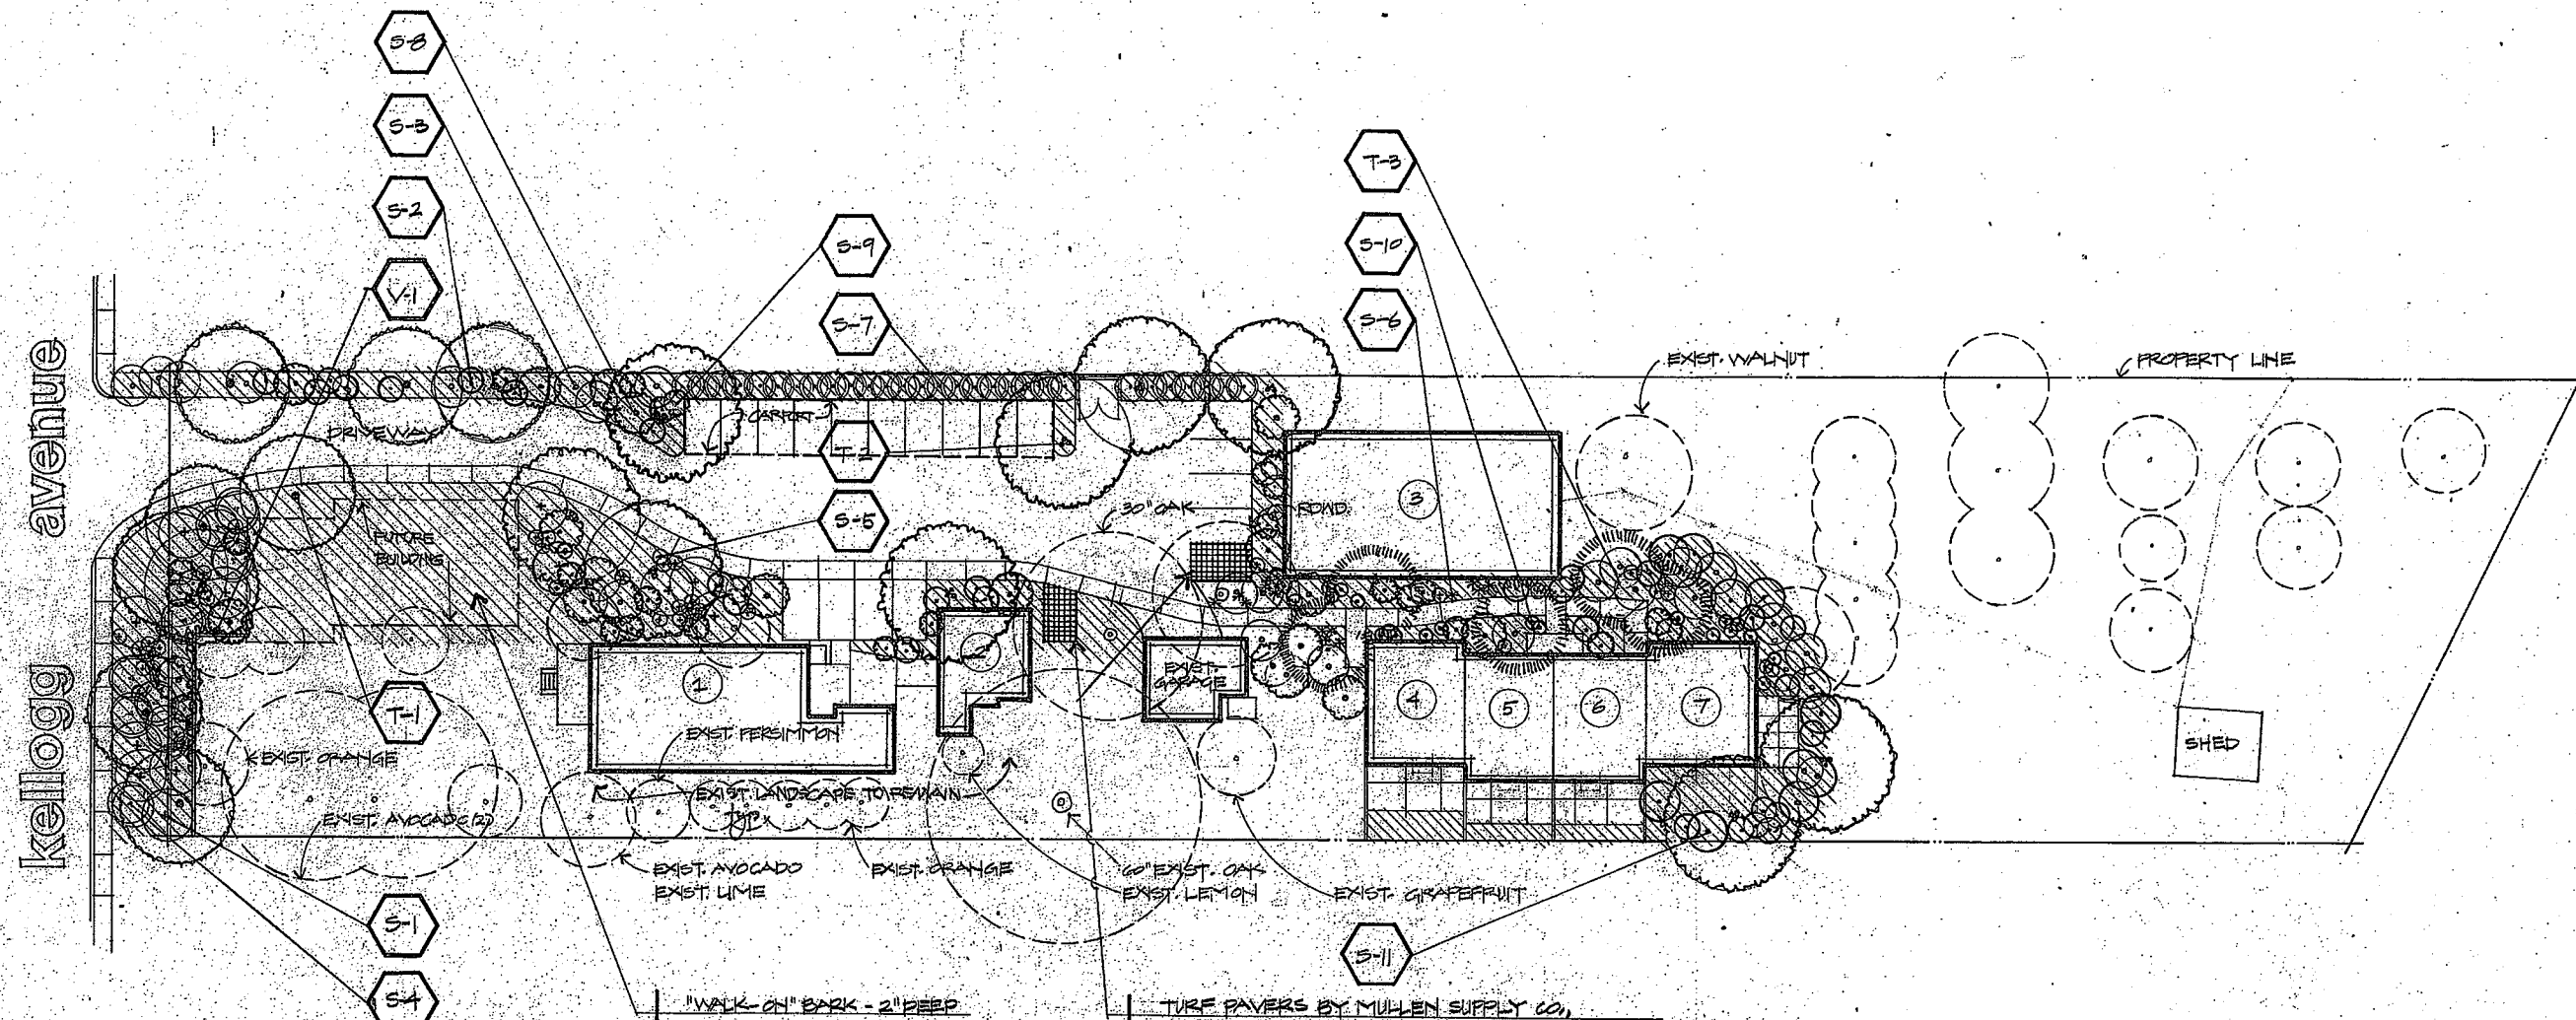 S-8
S-3
S-2
V-1
S-9
S-7
T-2
S-5
T-3
S-10
S-6
EXIST. WALNUT
PROPERTY LINE
kellogg avenue
DRIVEWAY
CARPORT
FUTURE
BUILDING
30" OAK
3
1
EXIST.
GARAGE
4
5
6
7
SHED
T-1
EXIST. ORANGE
EXIST. PERSIMMON
EXIST LANDSCAPE TO REMAIN
TYP.
EXIST. AVOCADO (2)
EXIST. AVOCADO
EXIST. LIME
EXIST. ORANGE
60" EXIST. OAK
EXIST. LEMON
EXIST. GRAPEFRUIT
S-1
S-4
S-11
"WALK-ON" BARK - 2" DEEP
TURF PAVERS BY MULLEN SUPPLY CO.,